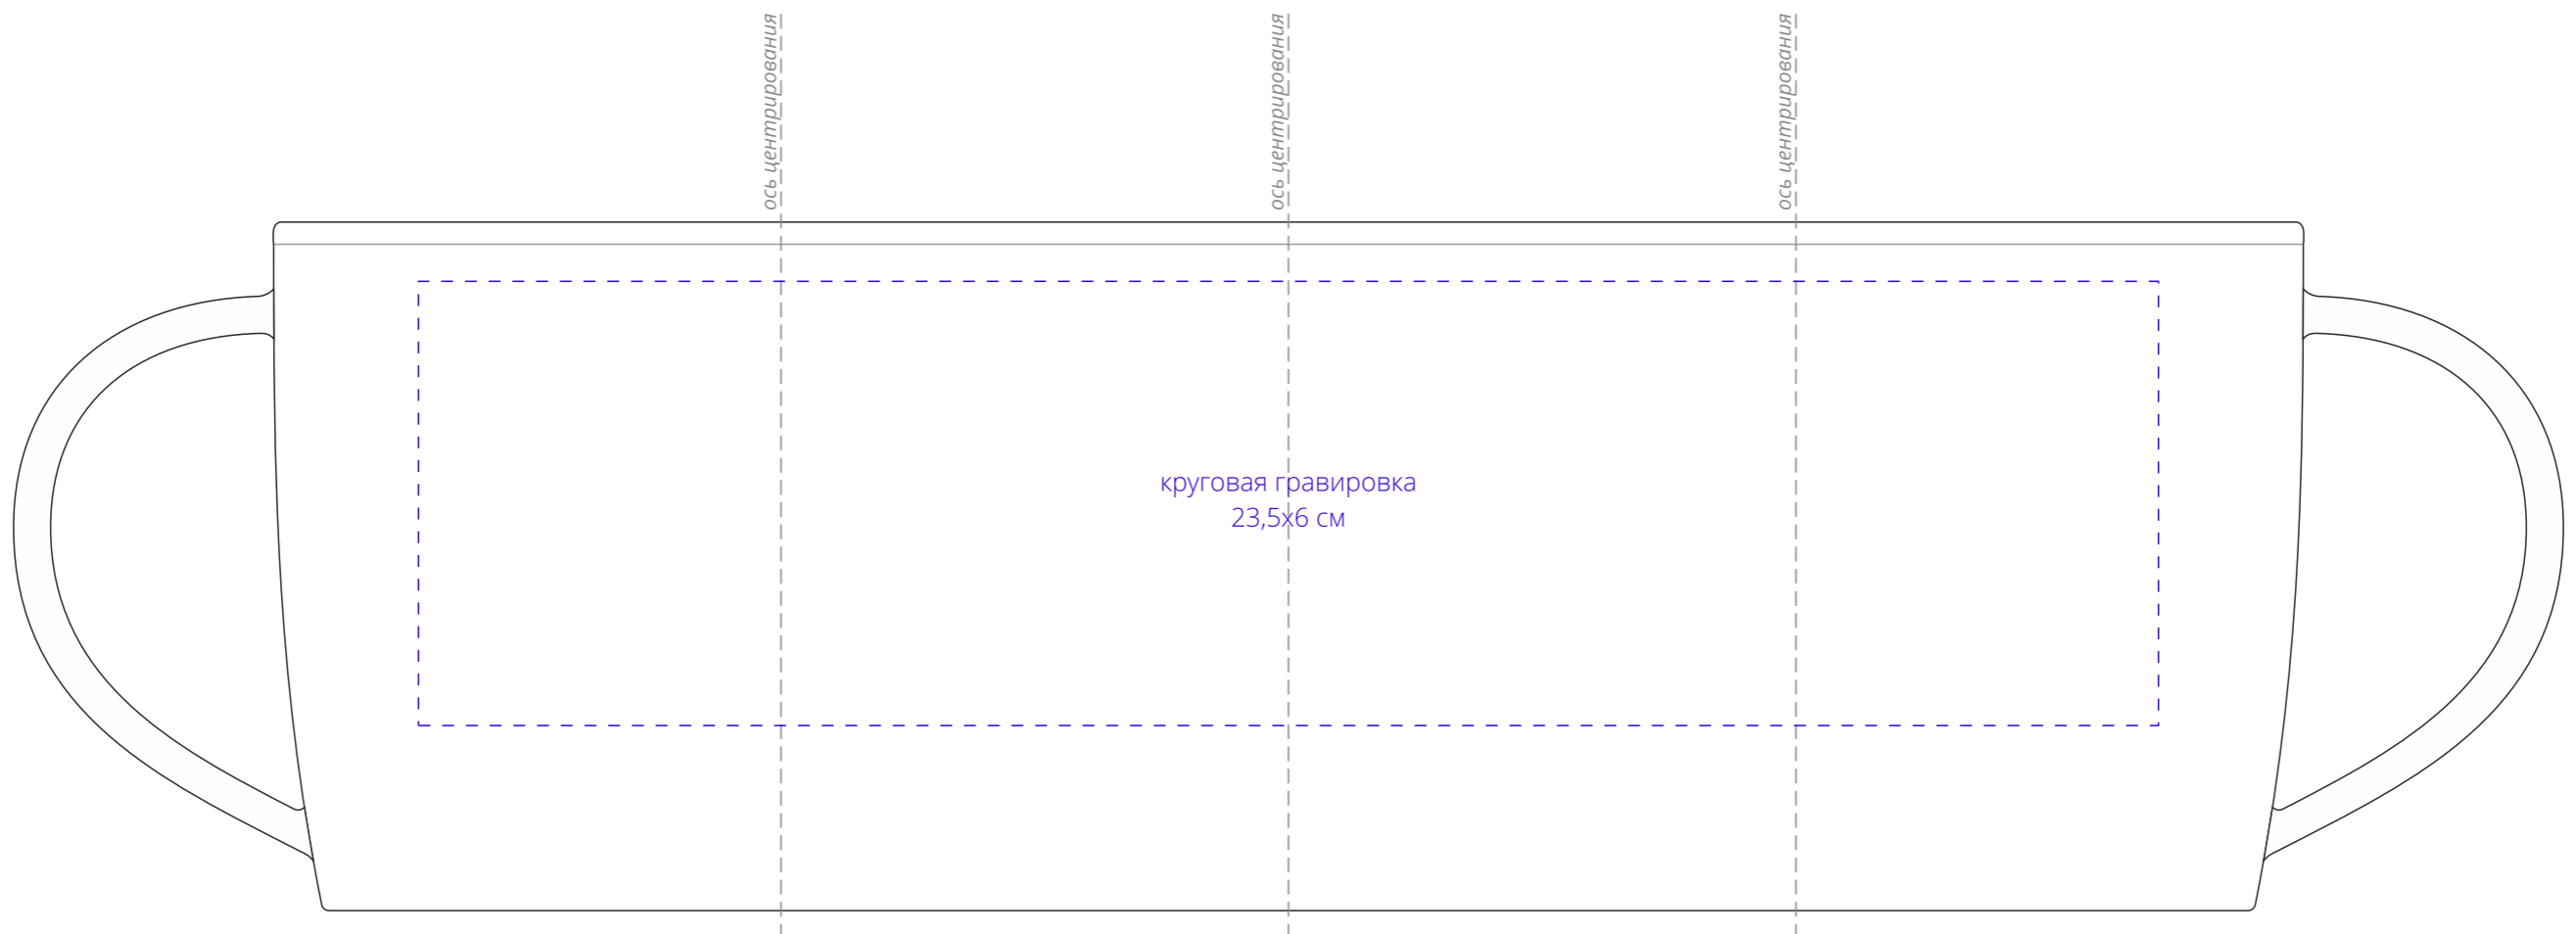 ось центрирования
ось центрирования
ось центрирования
круговая гравировка
23,5х6 см